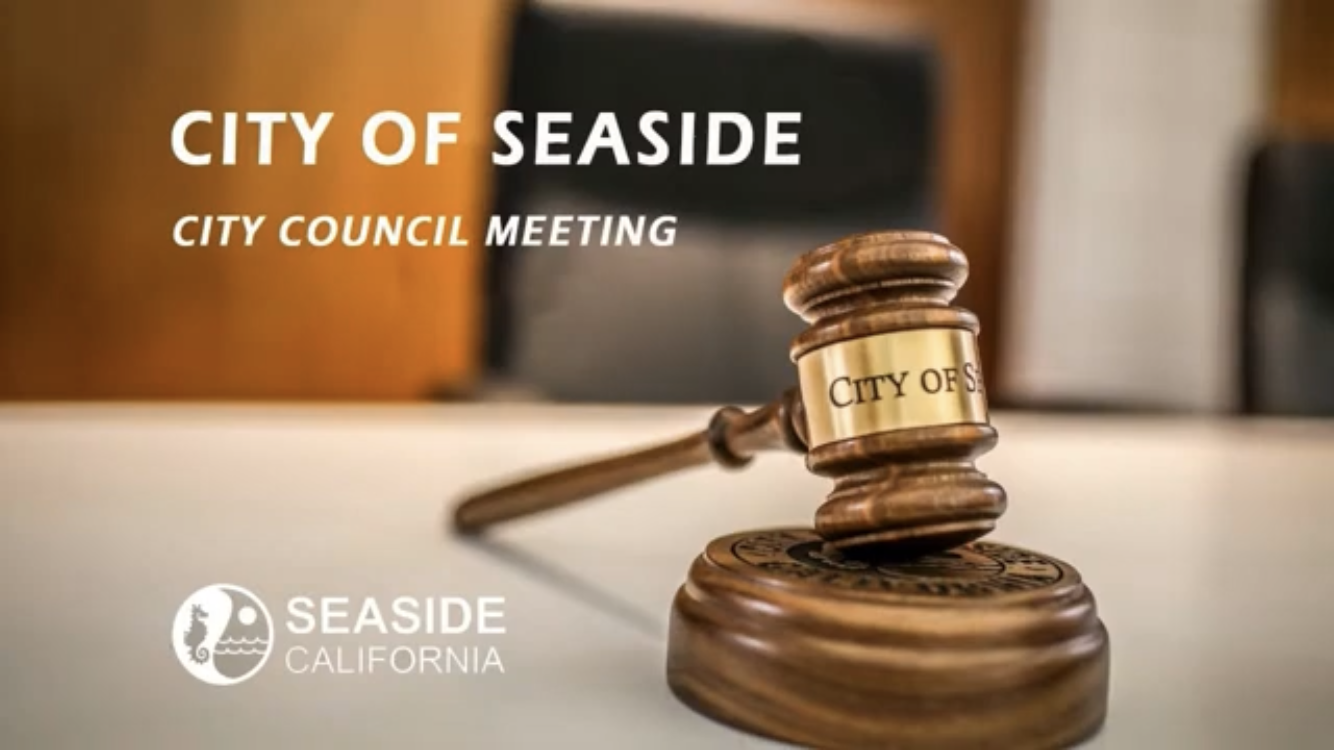 CITY OF SEASIDE
CITY COUNCIL MEETING
CITY OF S
SEASIDE
CALIFORNIA